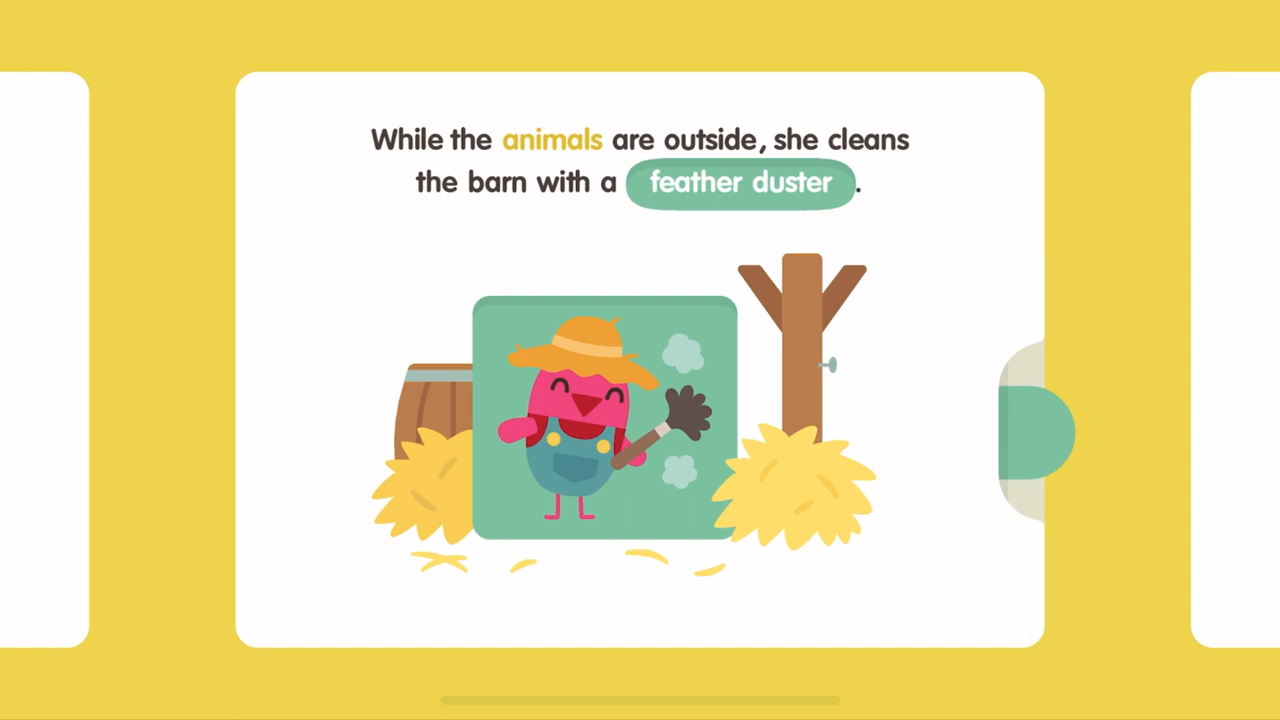 While the animals are outside, she cleans
the barn with a feather duster.